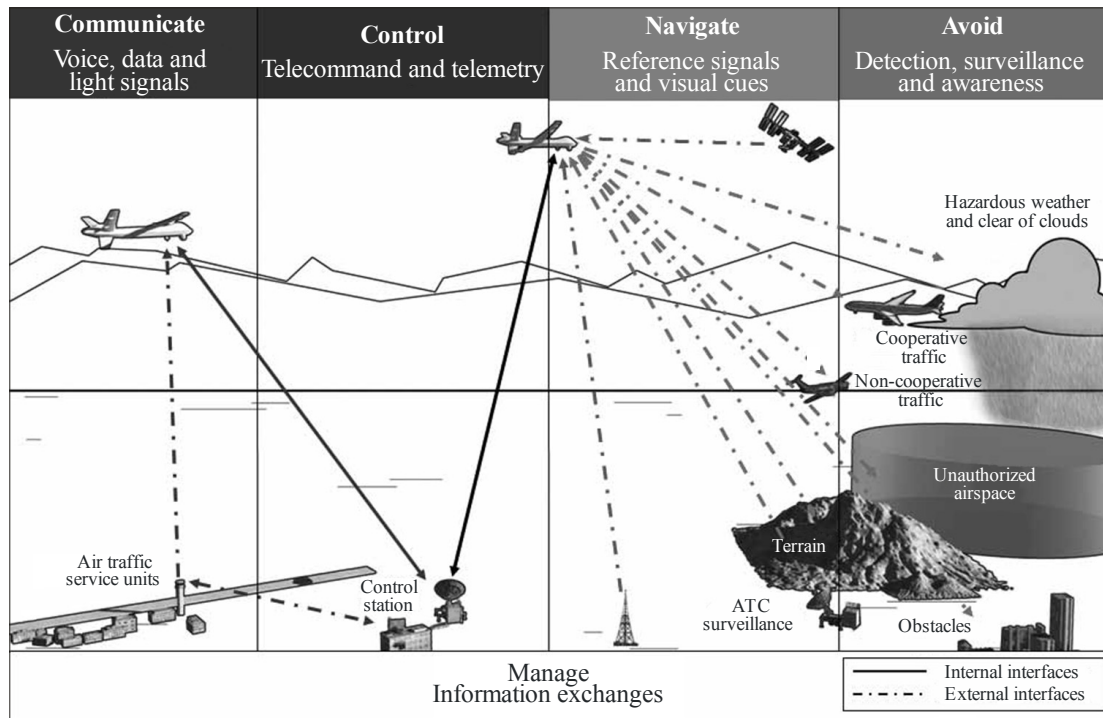 Communicate
Voice, data and
light signals
Control
Telecommand and telemetry
Navigate
Reference signals
and visual cues
Avoid
Detection, surveillance
and awareness
Hazardous weather
and clear of clouds
Cooperative
traffic
Non-cooperative
traffic
Unauthorized
airspace
Air traffic
service units
Control
station
Terrain
ATC
surveillance
Obstacles
Manage
Information exchanges
Internal interfaces
External interfaces